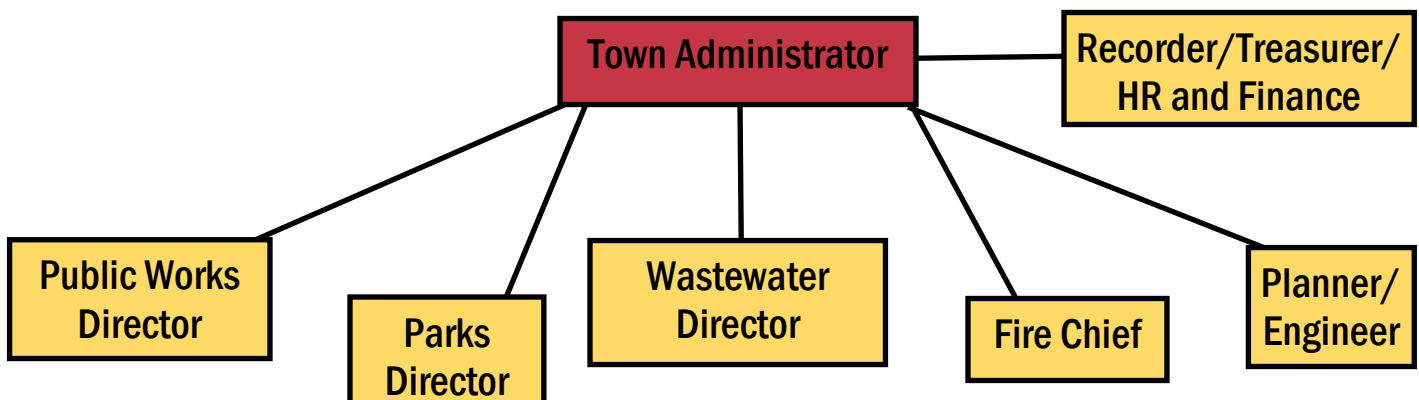 Town Administrator
Recorder/Treasurer/
HR and Finance
Public Works
Director
Parks
Director
Wastewater
Director
Fire Chief
Planner/
Engineer